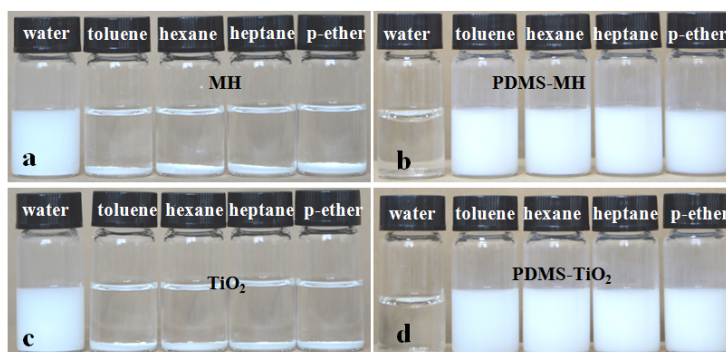 water toluene hexane heptane p-ether
MH
a
water toluene hexane heptane p-ether
PDMS-MH
b
water toluene hexane heptane p-ether
TiO₂
c
water toluene hexane heptane p-ether
PDMS-TiO₂
d